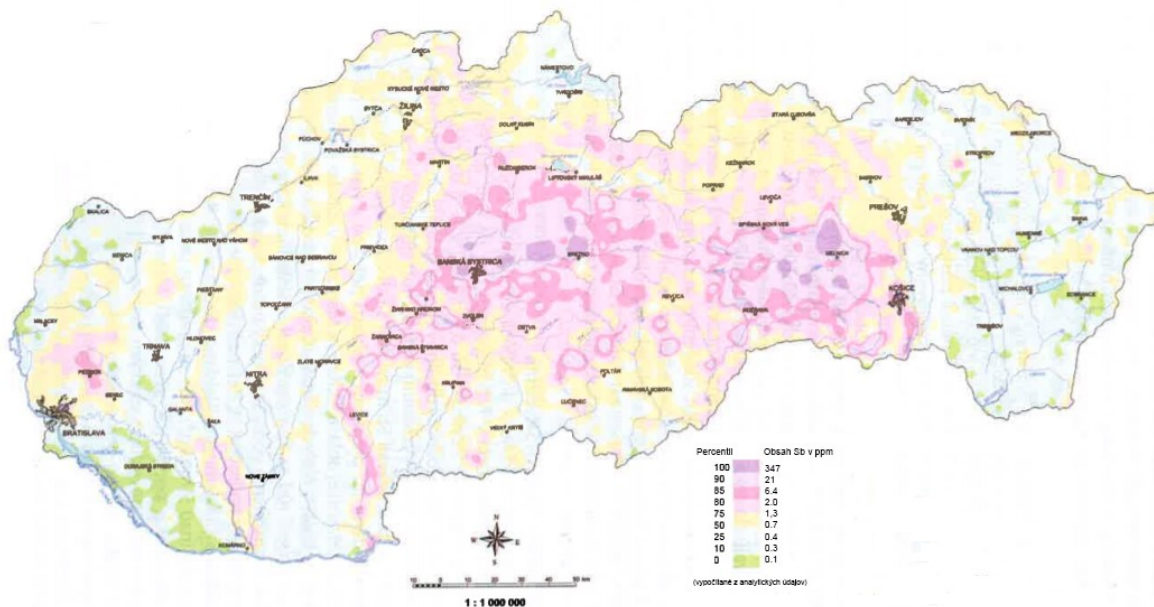 ČADCA
NÁMESTOVO
KYSUCKÉ NOVÉ MESTO
TVRDOŠÍN
BYTČA
ŽILINA
STARÁ ĽUBOVŇA
BARDEJOV
SVIDNÍK
DOLNÝ KUBÍN
MEDZILABORCE
PÚCHOV
POVAŽSKÁ BYSTRICA
STROPKOV
MARTIN
RUŽOMBEROK
LIPTOVSKÝ MIKULÁŠ
KEŽMAROK
ILAVA
POPRAD
SABINOV
TRENČÍN
LEVOČA
PREŠOV
SKALICA
TURČIANSKE TEPLICE
SPIŠSKÁ NOVÁ VES
SNINA
MYJAVA
NOVÉ MESTO NAD VÁHOM
PRIEVIDZA
HUMENNÉ
SENICA
BÁNOVCE NAD BEBRAVOU
BANSKÁ BYSTRICA
BREZNO
GELNICA
VRANOV NAD TOPĽOU
PIEŠŤANY
PARTIZÁNSKE
MICHALOVCE
SOBRANCE
TOPOĽČANY
ŽIAR NAD HRONOM
REVÚCA
KOŠICE
MALACKY
ZVOLEN
ROŽŇAVA
HLOHOVEC
ŽARNOVICA
DETVA
TREBIŠOV
TRNAVA
BANSKÁ ŠTIAVNICA
ZLATÉ MORAVCE
PEZINOK
NITRA
KRUPINA
POLTÁR
RIMAVSKÁ SOBOTA
SENEC
GALANTA
LUČENEC
BRATISLAVA
ŠAĽA
LEVICE
VEĽKÝ KRTÍŠ
DUNAJSKÁ STREDA
NOVÉ ZÁMKY
KOMÁRNO
Percentil Obsah Sb v ppm
100 347
90 21
85 6.4
80 2.0
75 1,3
50 0.7
25 0.4
10 0.3
0 0.1
(vypočítané z analytických údajov)
N
W E
S
10 0 10 20 30 40 50 km
1 : 1 000 000